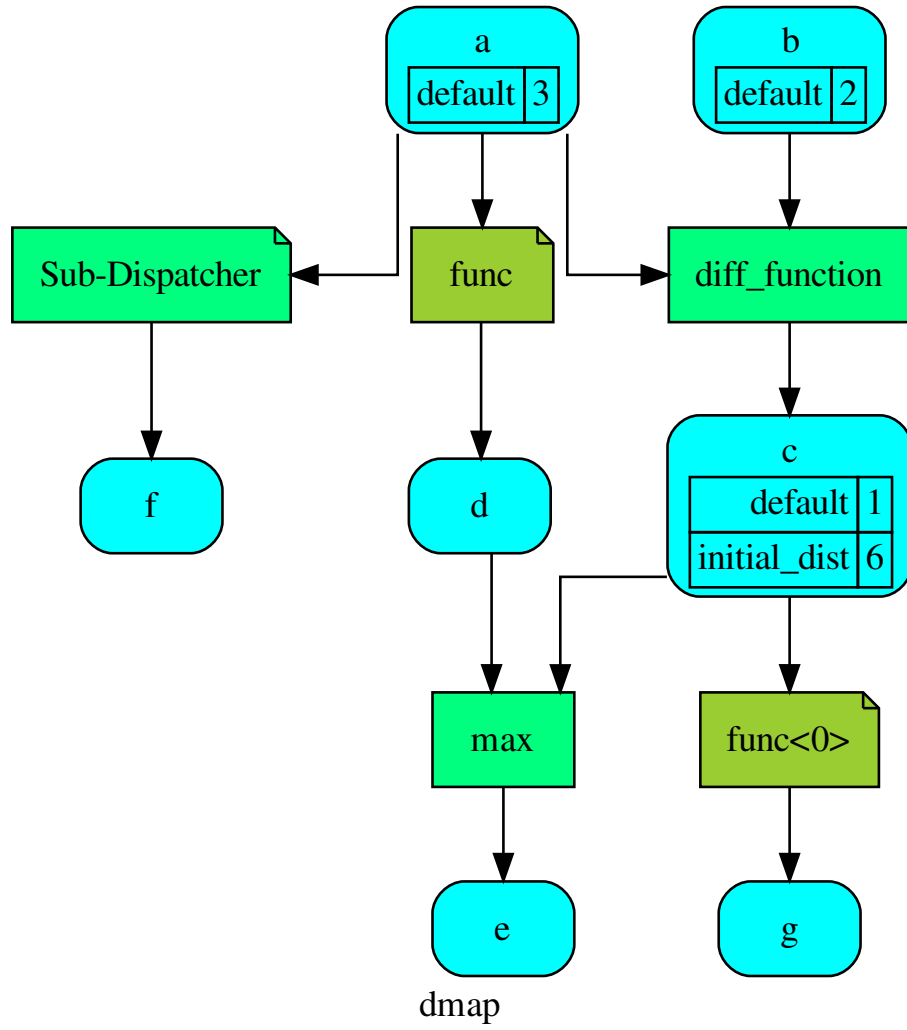 a
default 3
b
default 2
Sub-Dispatcher
func
diff_function
f
d
c
default 1
initial_dist 6
max
func<0>
e
g
dmap